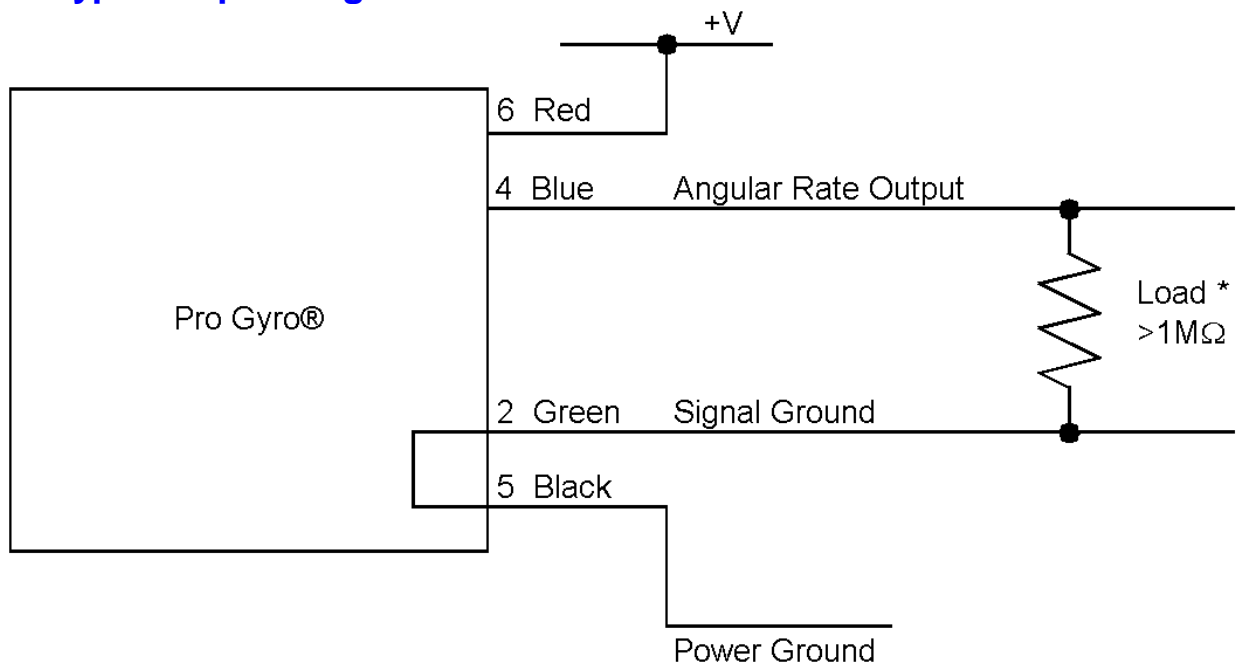 +V
6 Red
4 Blue Angular Rate Output
Pro Gyro®
Load *
>1MΩ
2 Green Signal Ground
5 Black
Power Ground